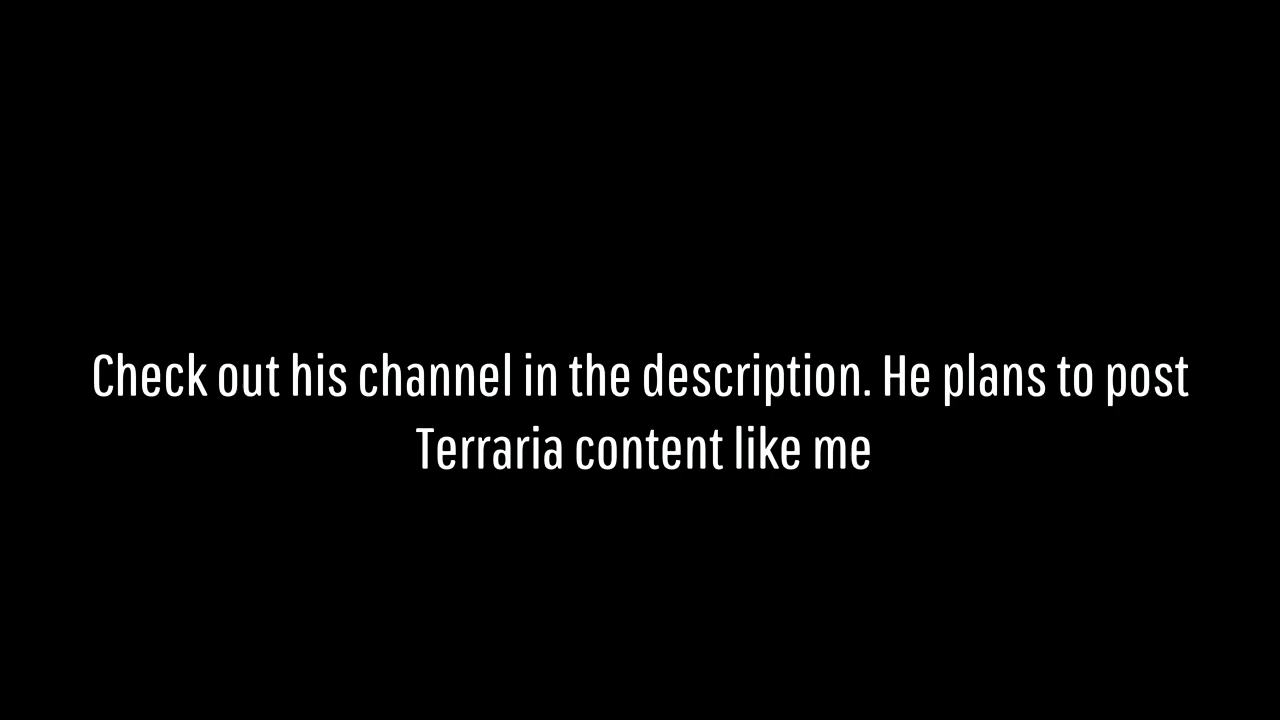 Check out his channel in the description. He plans to post
Terraria content like me